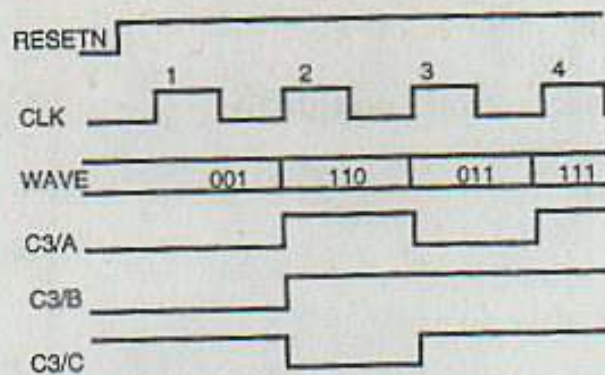 RESETN
1 2 3 4
CLK
WAVE 001 110 011 111
C3/A
C3/B
C3/C